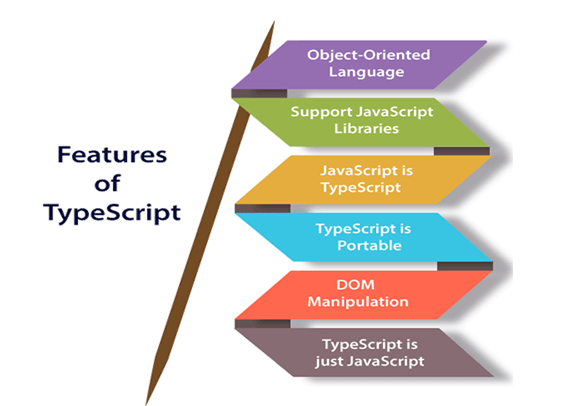 Features
of
TypeScript
Object-Oriented
Language
Support JavaScript
Libraries
JavaScript is
TypeScript
TypeScript is
Portable
DOM
Manipulation
TypeScript is
just JavaScript